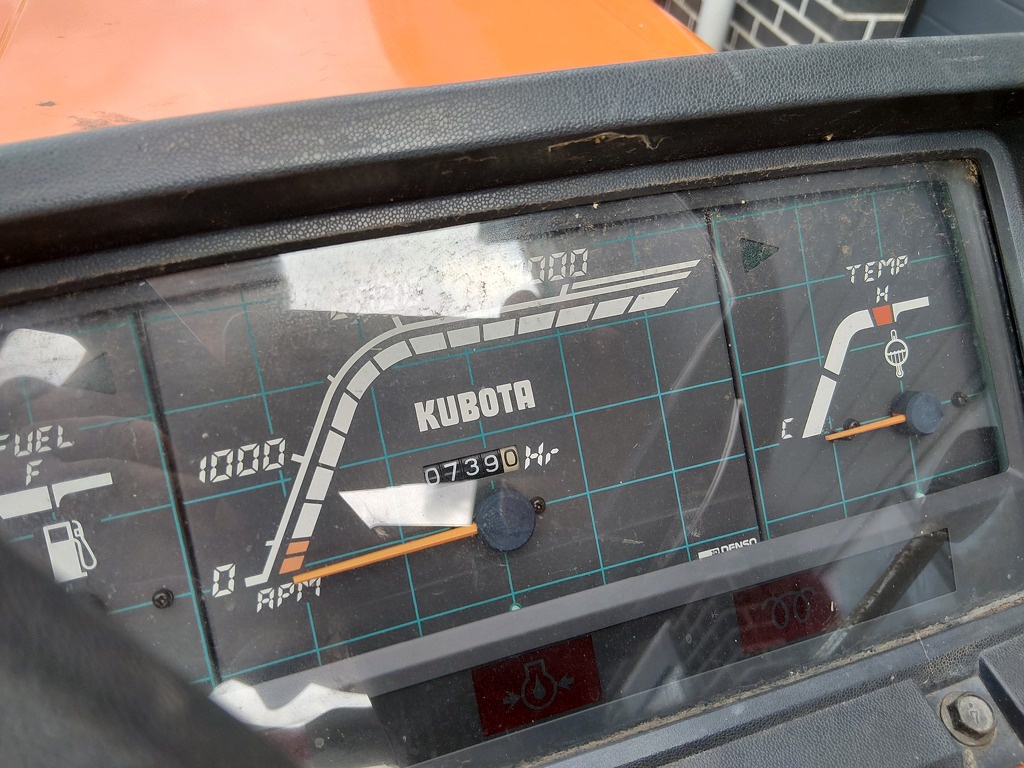 000
TEMP
H
KUBOTA
FUEL
F
1000
07390 Hr
C
0
RPM
DENSO